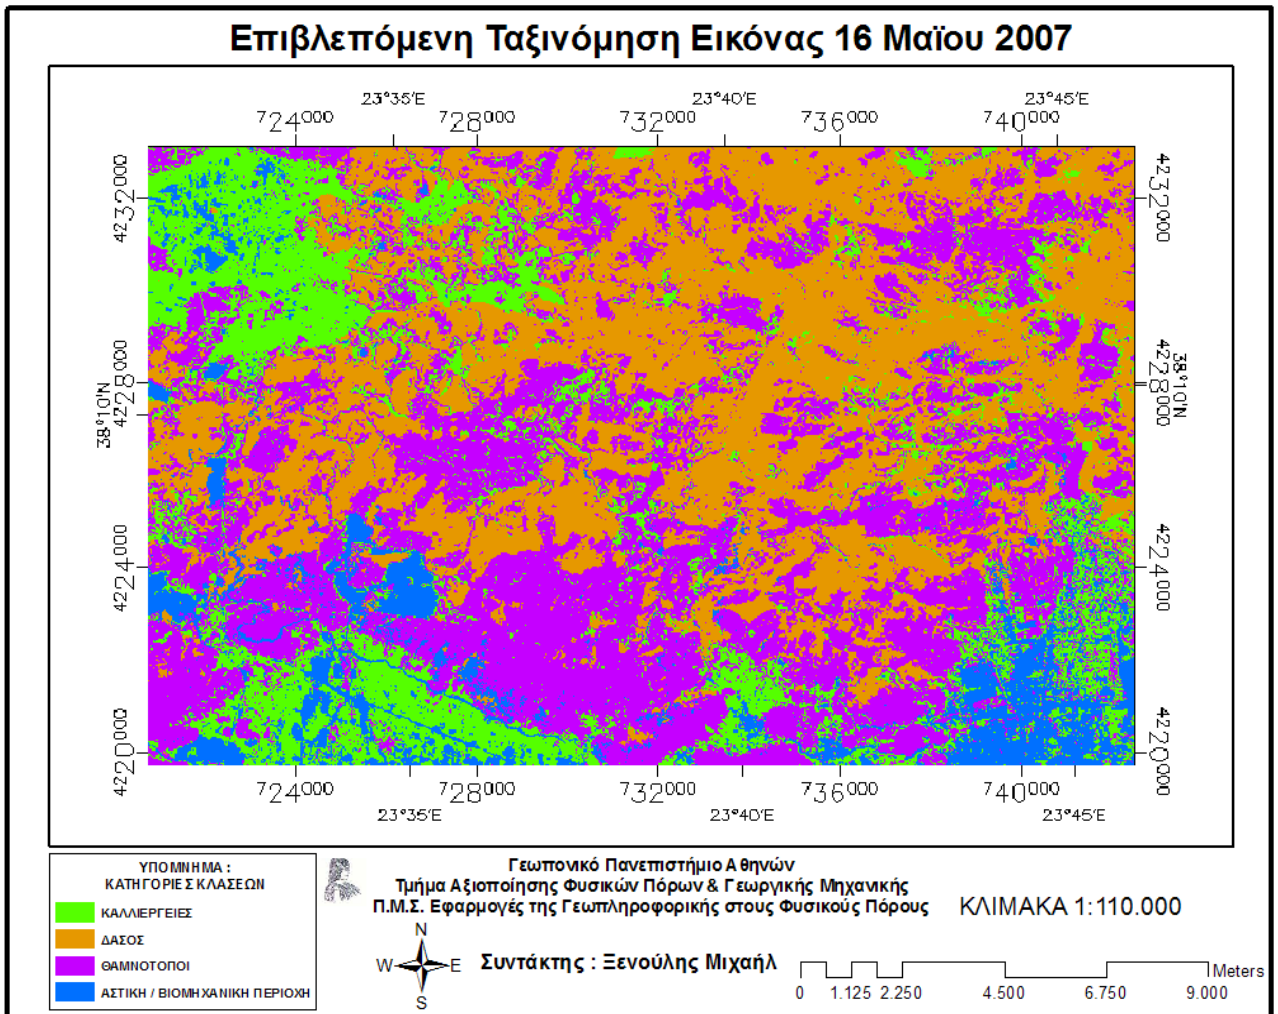 Επιβλεπόμενη Ταξινόμηση Εικόνας 16 Μαϊου 2007
23°35'E 23°40'E 23°45'E
724000 728000 732000 736000 740000
4232000 4232000
4228000 4228000
38°10'N 38°10'N
4224000 4224000
4220000 4220000
724000 728000 732000 736000 740000
23°35'E 23°40'E 23°45'E
ΥΠΟΜΝΗΜΑ :
ΚΑΤΗΓΟΡΙΕΣ ΚΛΑΣΕΩΝ
ΚΑΛΛΙΕΡΓΕΙΕΣ
ΔΑΣΟΣ
ΘΑΜΝΟΤΟΠΟΙ
ΑΣΤΙΚΗ / ΒΙΟΜΗΧΑΝΙΚΗ ΠΕΡΙΟΧΗ
Γεωπονικό Πανεπιστήμιο Αθηνών
Τμήμα Αξιοποίησης Φυσικών Πόρων & Γεωργικής Μηχανικής
Π.Μ.Σ. Εφαρμογές της Γεωπληροφορικής στους Φυσικούς Πόρους
ΚΛΙΜΑΚΑ 1:110.000
N
W E
S
Συντάκτης : Ξενούλης Μιχαήλ
Meters
0 1.125 2.250 4.500 6.750 9.000